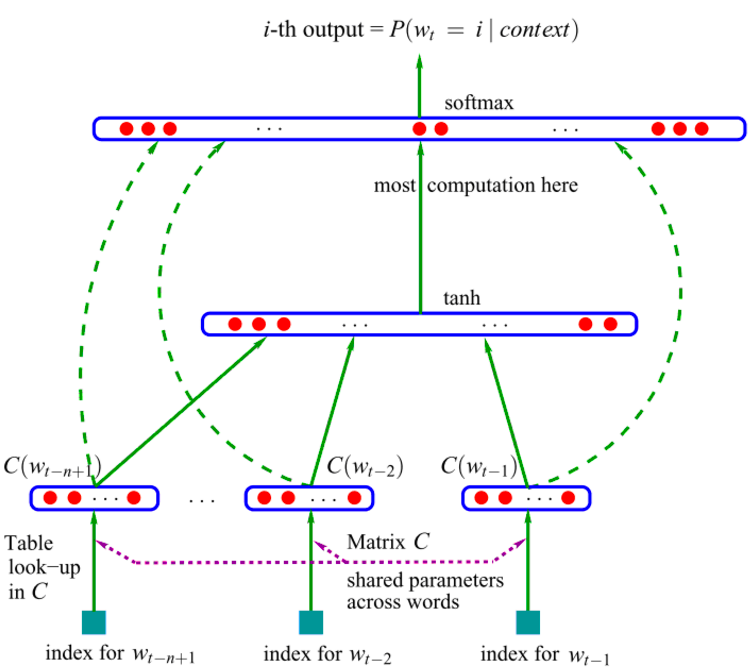 i-th output = P(w_t = i | context)
softmax
...
...
most computation here
tanh
...
...
C(w_{t−n+1})
C(w_{t−2})
C(w_{t−1})
...
...
...
...
Table
look−up
in C
Matrix C
shared parameters
across words
index for w_{t−n+1}
index for w_{t−2}
index for w_{t−1}